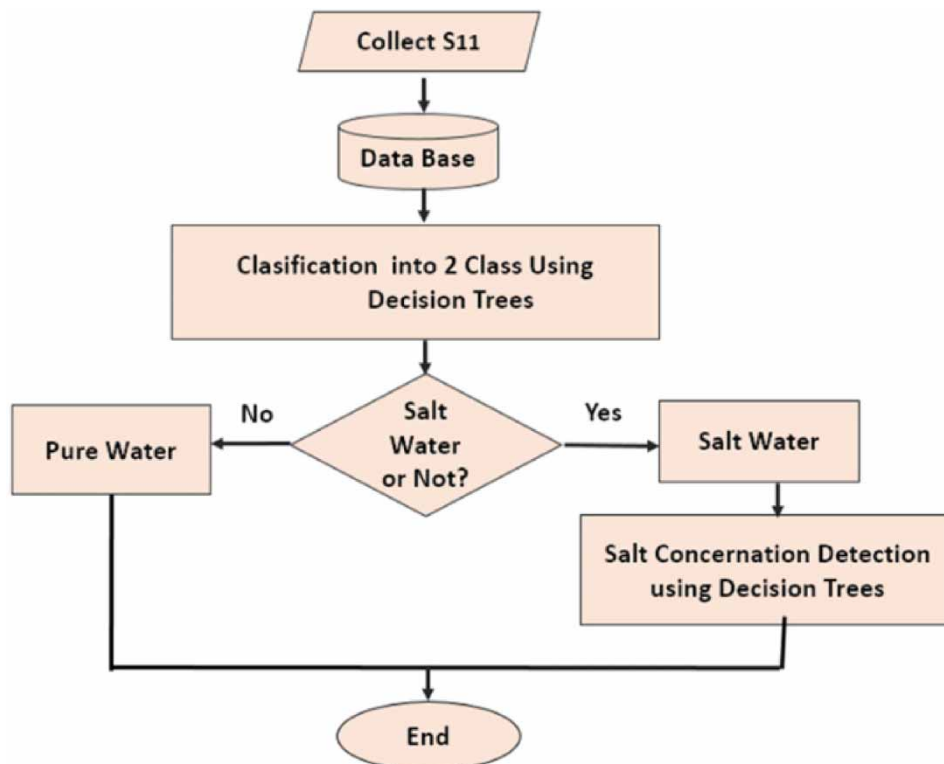 Collect S11
Data Base
Clasification into 2 Class Using
Decision Trees
Salt
Water
or Not?
No
Yes
Pure Water
Salt Water
Salt Concernation Detection
using Decision Trees
End